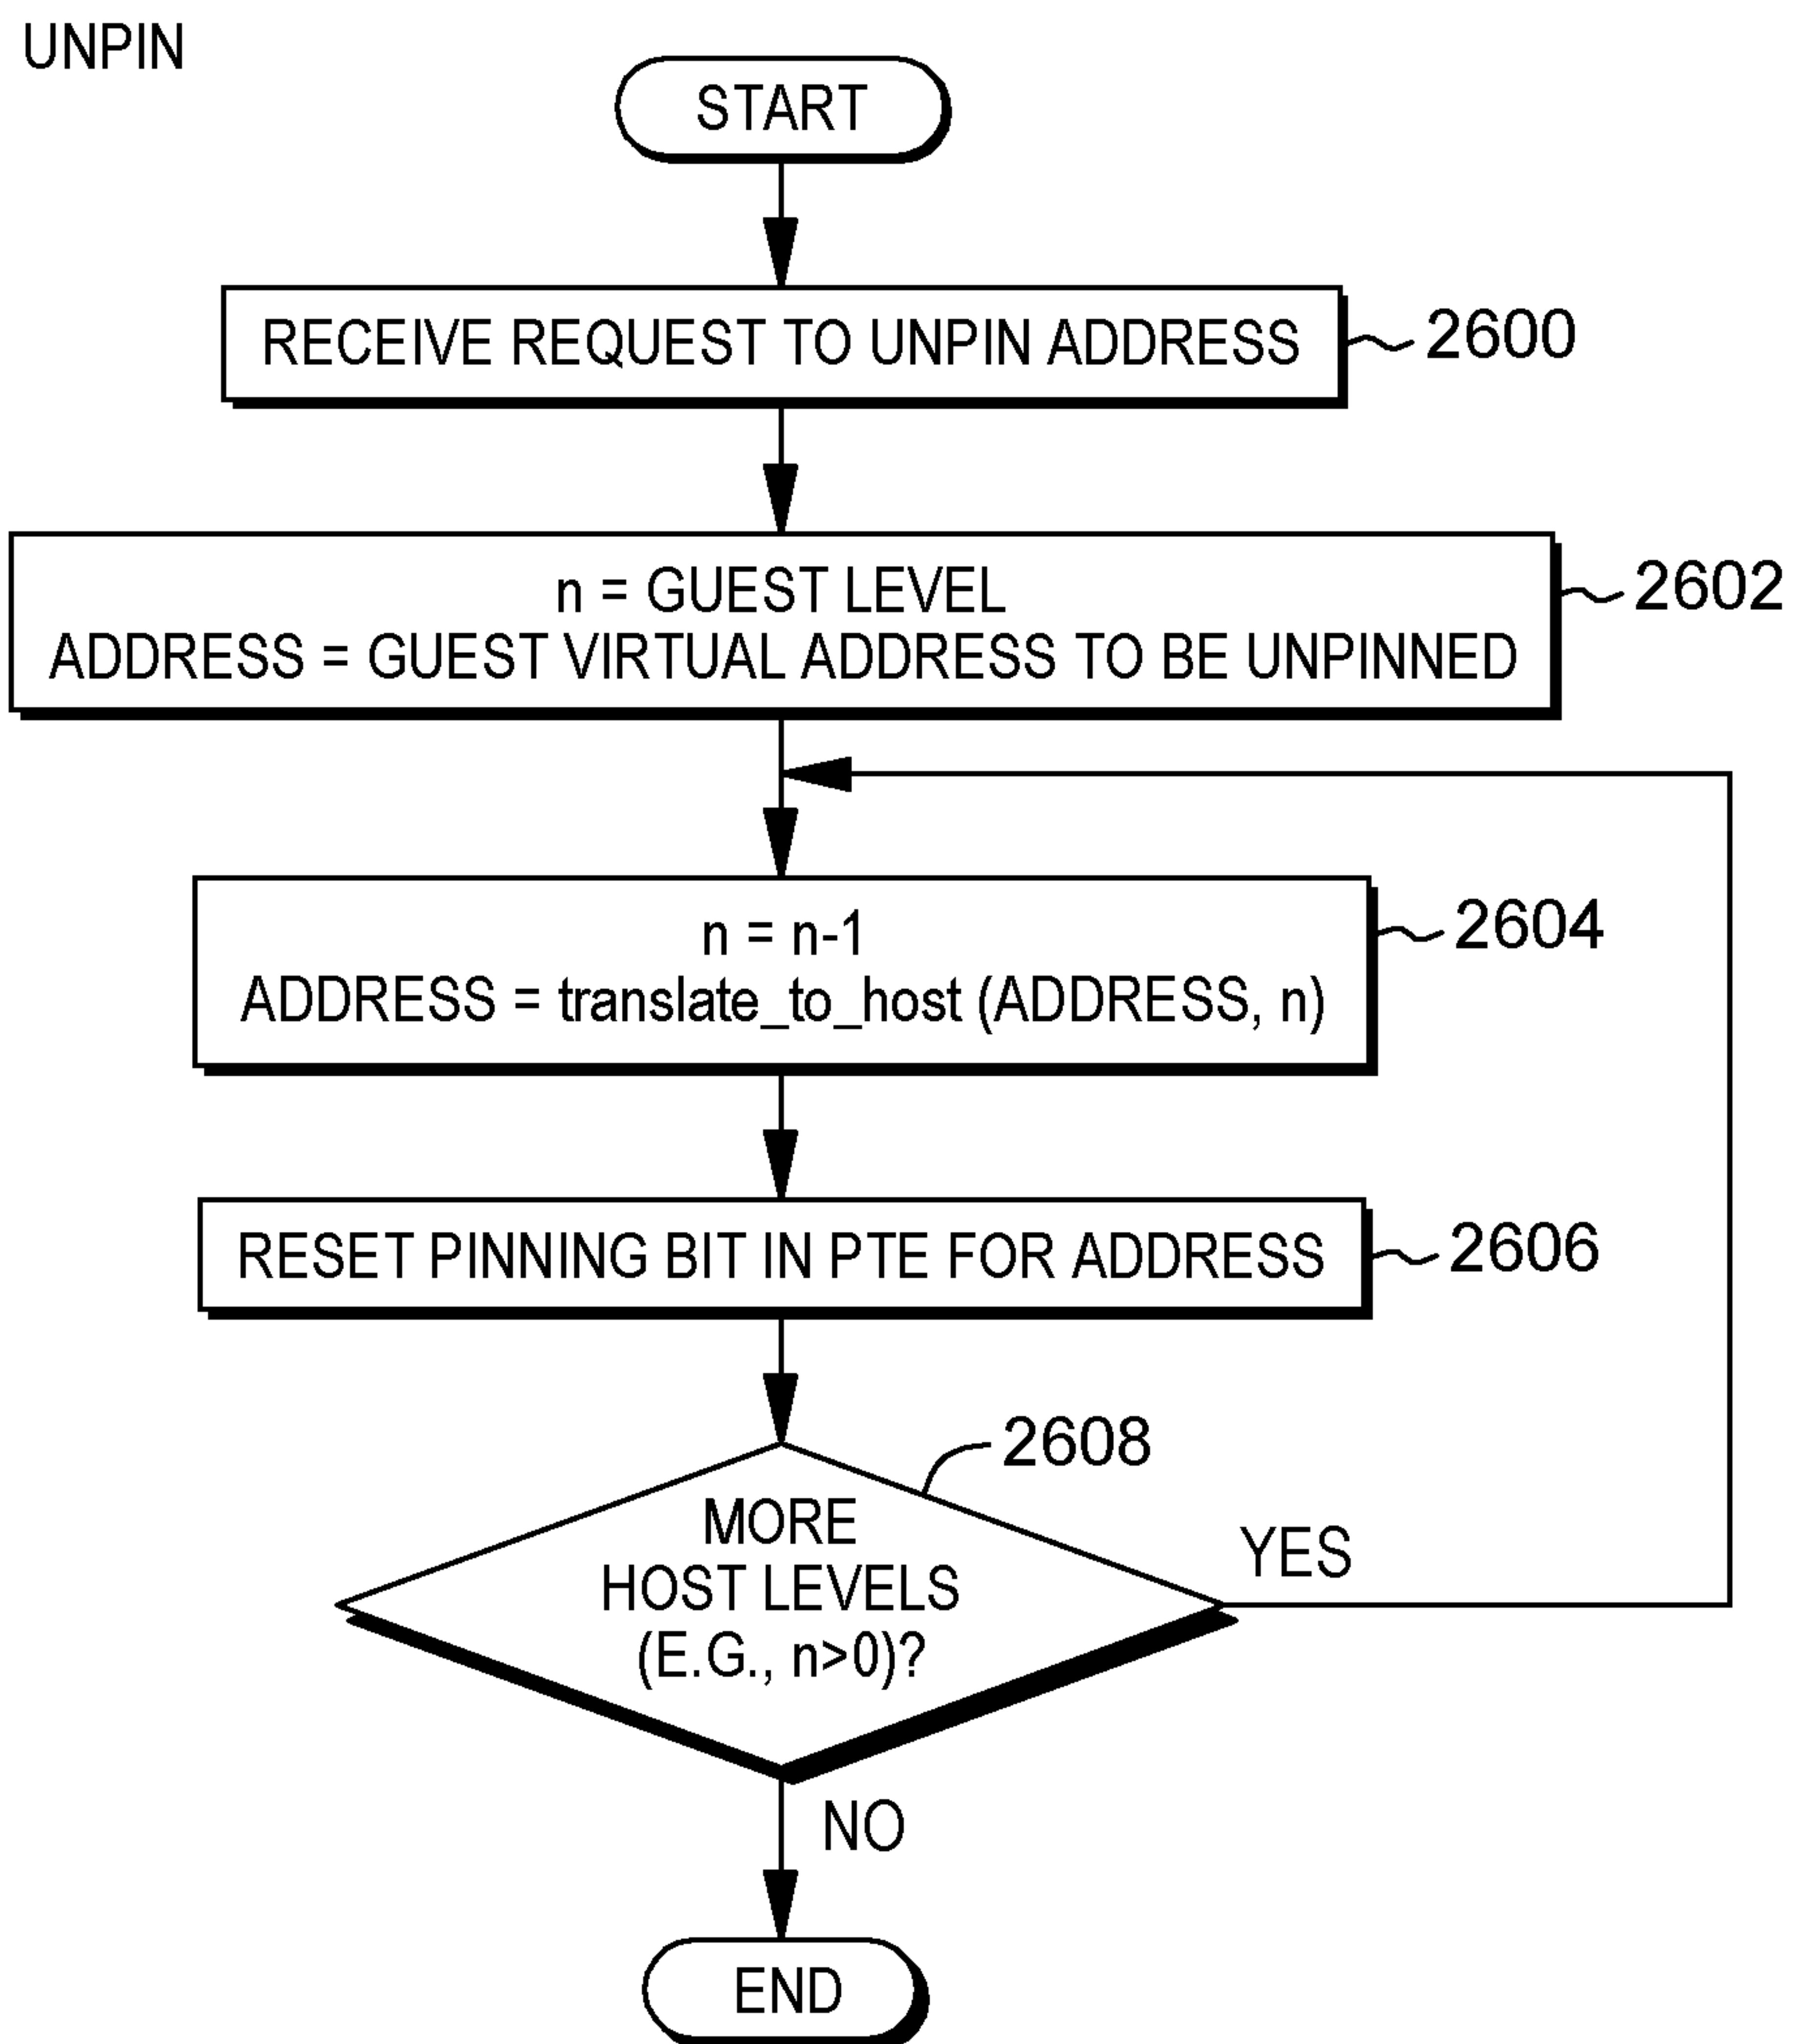 UNPIN
START
RECEIVE REQUEST TO UNPIN ADDRESS
2600
n = GUEST LEVEL
ADDRESS = GUEST VIRTUAL ADDRESS TO BE UNPINNED
2602
n = n-1
ADDRESS = translate_to_host (ADDRESS, n)
2604
RESET PINNING BIT IN PTE FOR ADDRESS
2606
2608
MORE
HOST LEVELS
(E.G., n>0)?
YES
NO
END